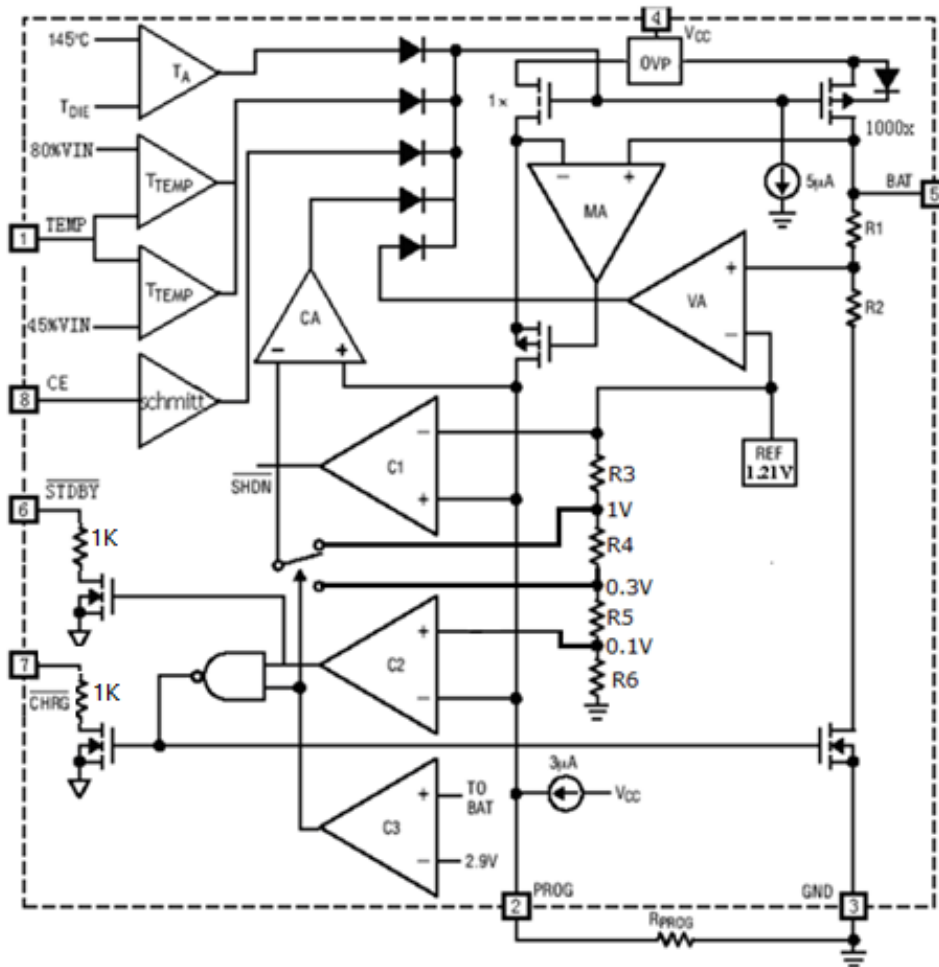 4
VCC
145°C
TA
OVP
TDIE
1×
1000x
80%VIN
TTEMP
5µA
BAT
5
1
TEMP
MA
R1
TTEMP
VA
R2
45%VIN
CA
8
CE
schmitt
C1
R3
REF
1.21V
SHDN
6
STDBY
1V
1K
R4
0.3V
R5
7
0.1V
C2
CHRG
1K
R6
3µA
TO
BAT
VCC
C3
2.9V
PROG
2
GND
3
RPROG